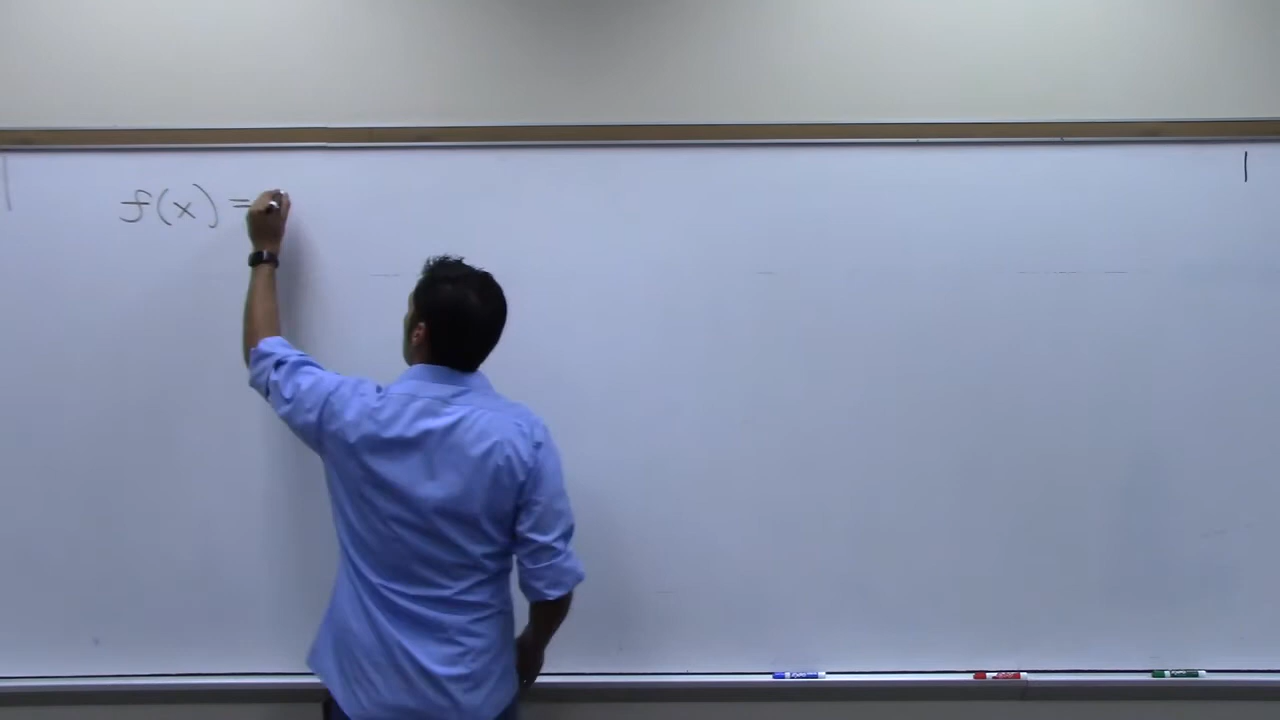 f(x) =